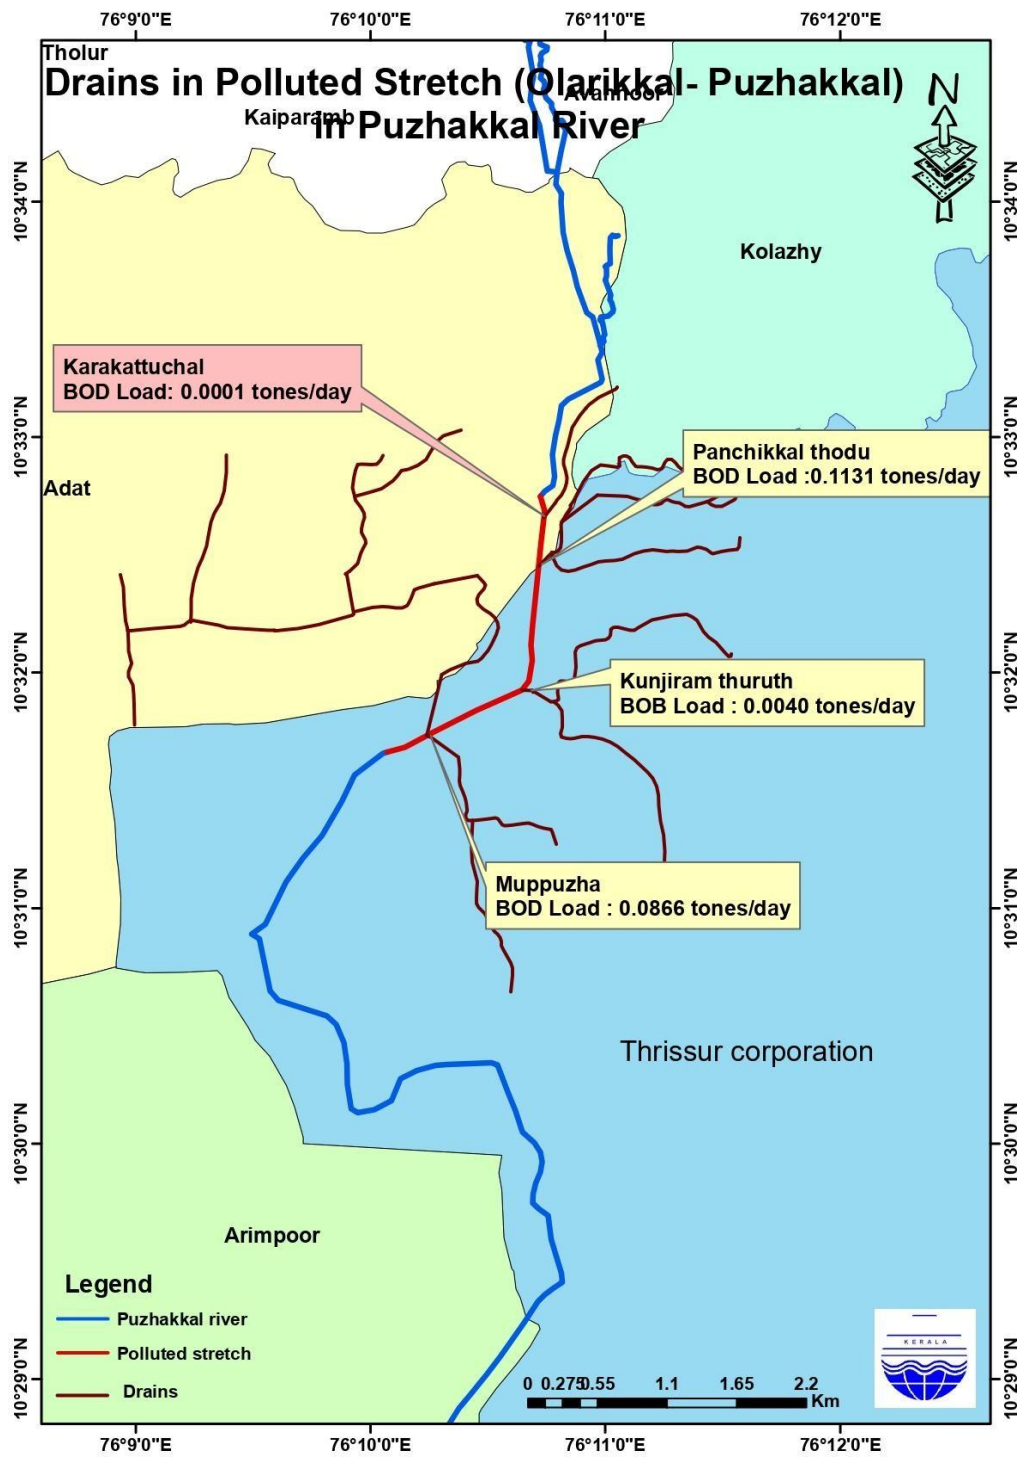 76°9'0"E
76°10'0"E
76°11'0"E
76°12'0"E
Tholur
Drains in Polluted Stretch (Olarikkal- Puzhakkal)
in Puzhakkal River
Avannoor
Kaiparamb
N
10°34'0"N
10°34'0"N
Kolazhy
Karakattuchal
BOD Load: 0.0001 tones/day
10°33'0"N
10°33'0"N
Panchikkal thodu
BOD Load :0.1131 tones/day
Adat
10°32'0"N
10°32'0"N
Kunjiram thuruth
BOB Load : 0.0040 tones/day
Muppuzha
BOD Load : 0.0866 tones/day
10°31'0"N
10°31'0"N
Thrissur corporation
10°30'0"N
10°30'0"N
Arimpoor
Legend
Puzhakkal river
Polluted stretch
Drains
KERALA
10°29'0"N
10°29'0"N
0 0.275 0.55 1.1 1.65 2.2
Km
76°9'0"E
76°10'0"E
76°11'0"E
76°12'0"E